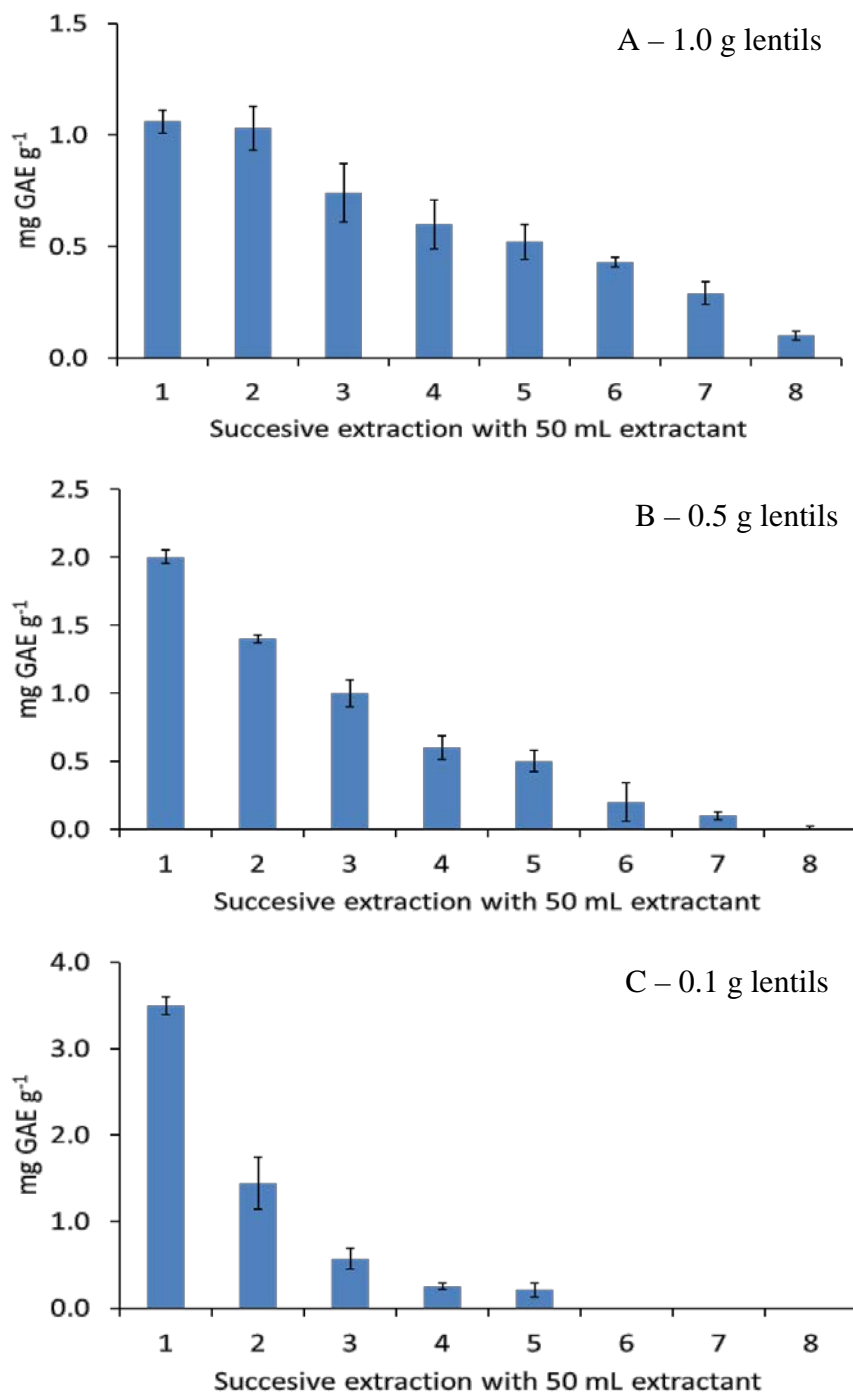 A – 1.0 g lentils
mg GAE g⁻¹
1.5
1.0
0.5
0.0
1 2 3 4 5 6 7 8
Succesive extraction with 50 mL extractant
B – 0.5 g lentils
mg GAE g⁻¹
2.5
2.0
1.5
1.0
0.5
0.0
1 2 3 4 5 6 7 8
Succesive extraction with 50 mL extractant
C – 0.1 g lentils
mg GAE g⁻¹
4.0
3.0
2.0
1.0
0.0
1 2 3 4 5 6 7 8
Succesive extraction with 50 mL extractant